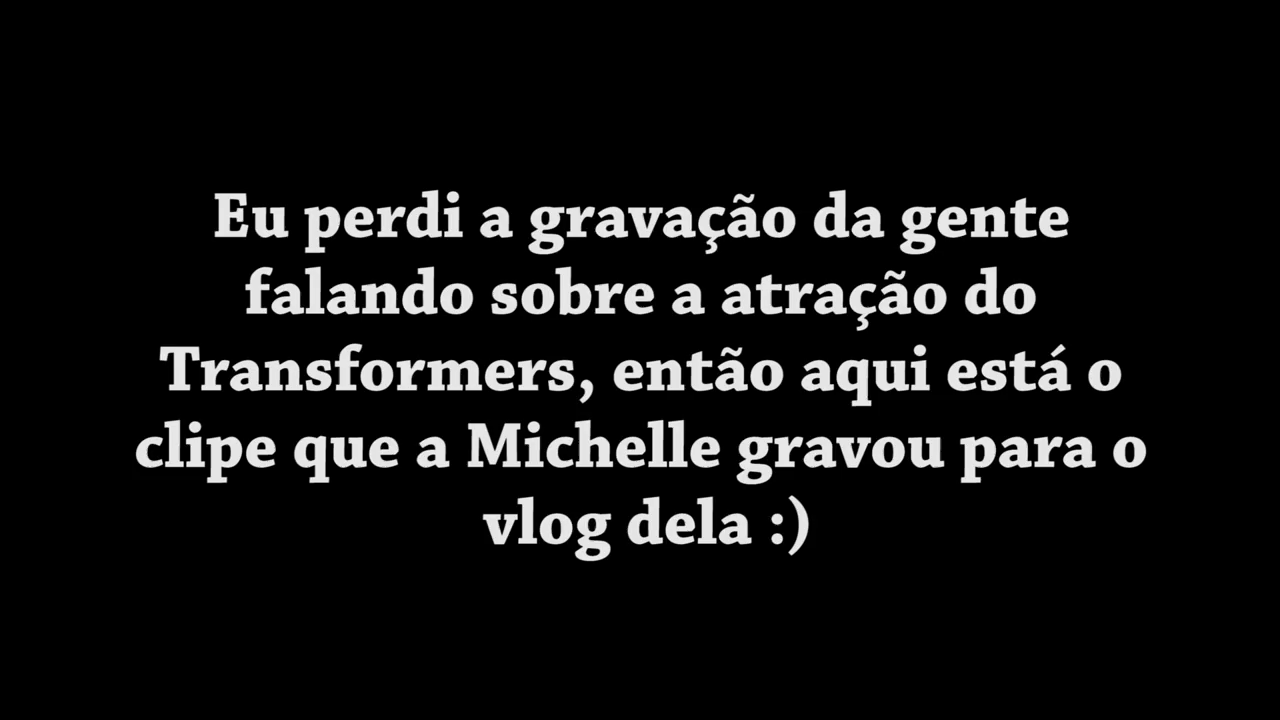 Eu perdi a gravação da gente
falando sobre a atração do
Transformers, então aqui está o
clipe que a Michelle gravou para o
vlog dela :)